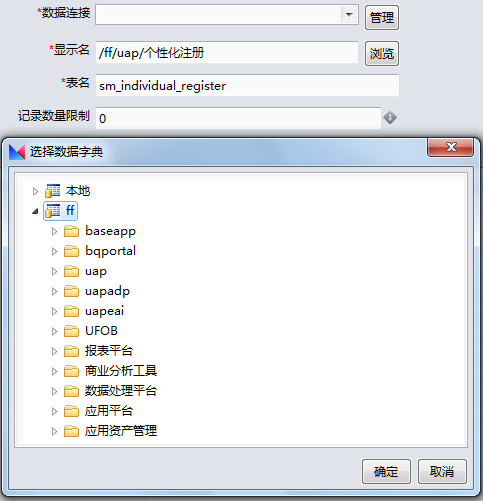 *数据连接 管理
*显示名 /ff/uap/个性化注册 浏览
*表名 sm_individual_register
记录数量限制 0
选择数据字典
本地
ff
baseapp
bqportal
uap
uapadp
uapeai
UFOB
报表平台
商业分析工具
数据处理平台
应用平台
应用资产管理
确定 取消